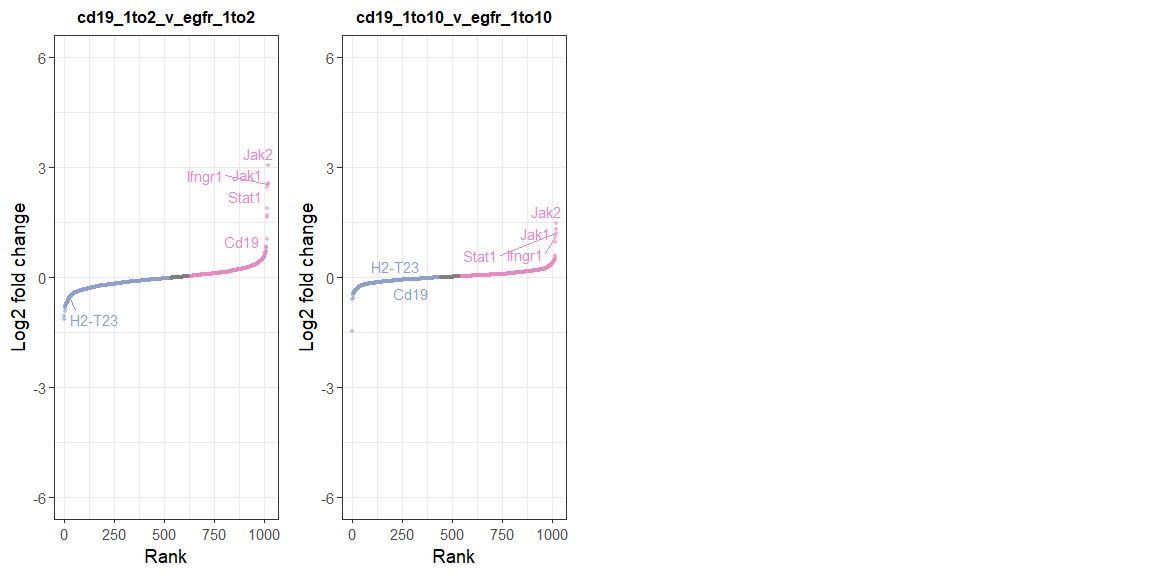 cd19_1to2_v_egfr_1to2
Log2 fold change
6
3
0
-3
-6
Jak2
Ifngr1
Jak1
Stat1
Cd19
H2-T23
0 250 500 750 1000
Rank
cd19_1to10_v_egfr_1to10
Log2 fold change
6
3
0
-3
-6
Jak2
Jak1
Stat1
Ifngr1
H2-T23
Cd19
0 250 500 750 1000
Rank